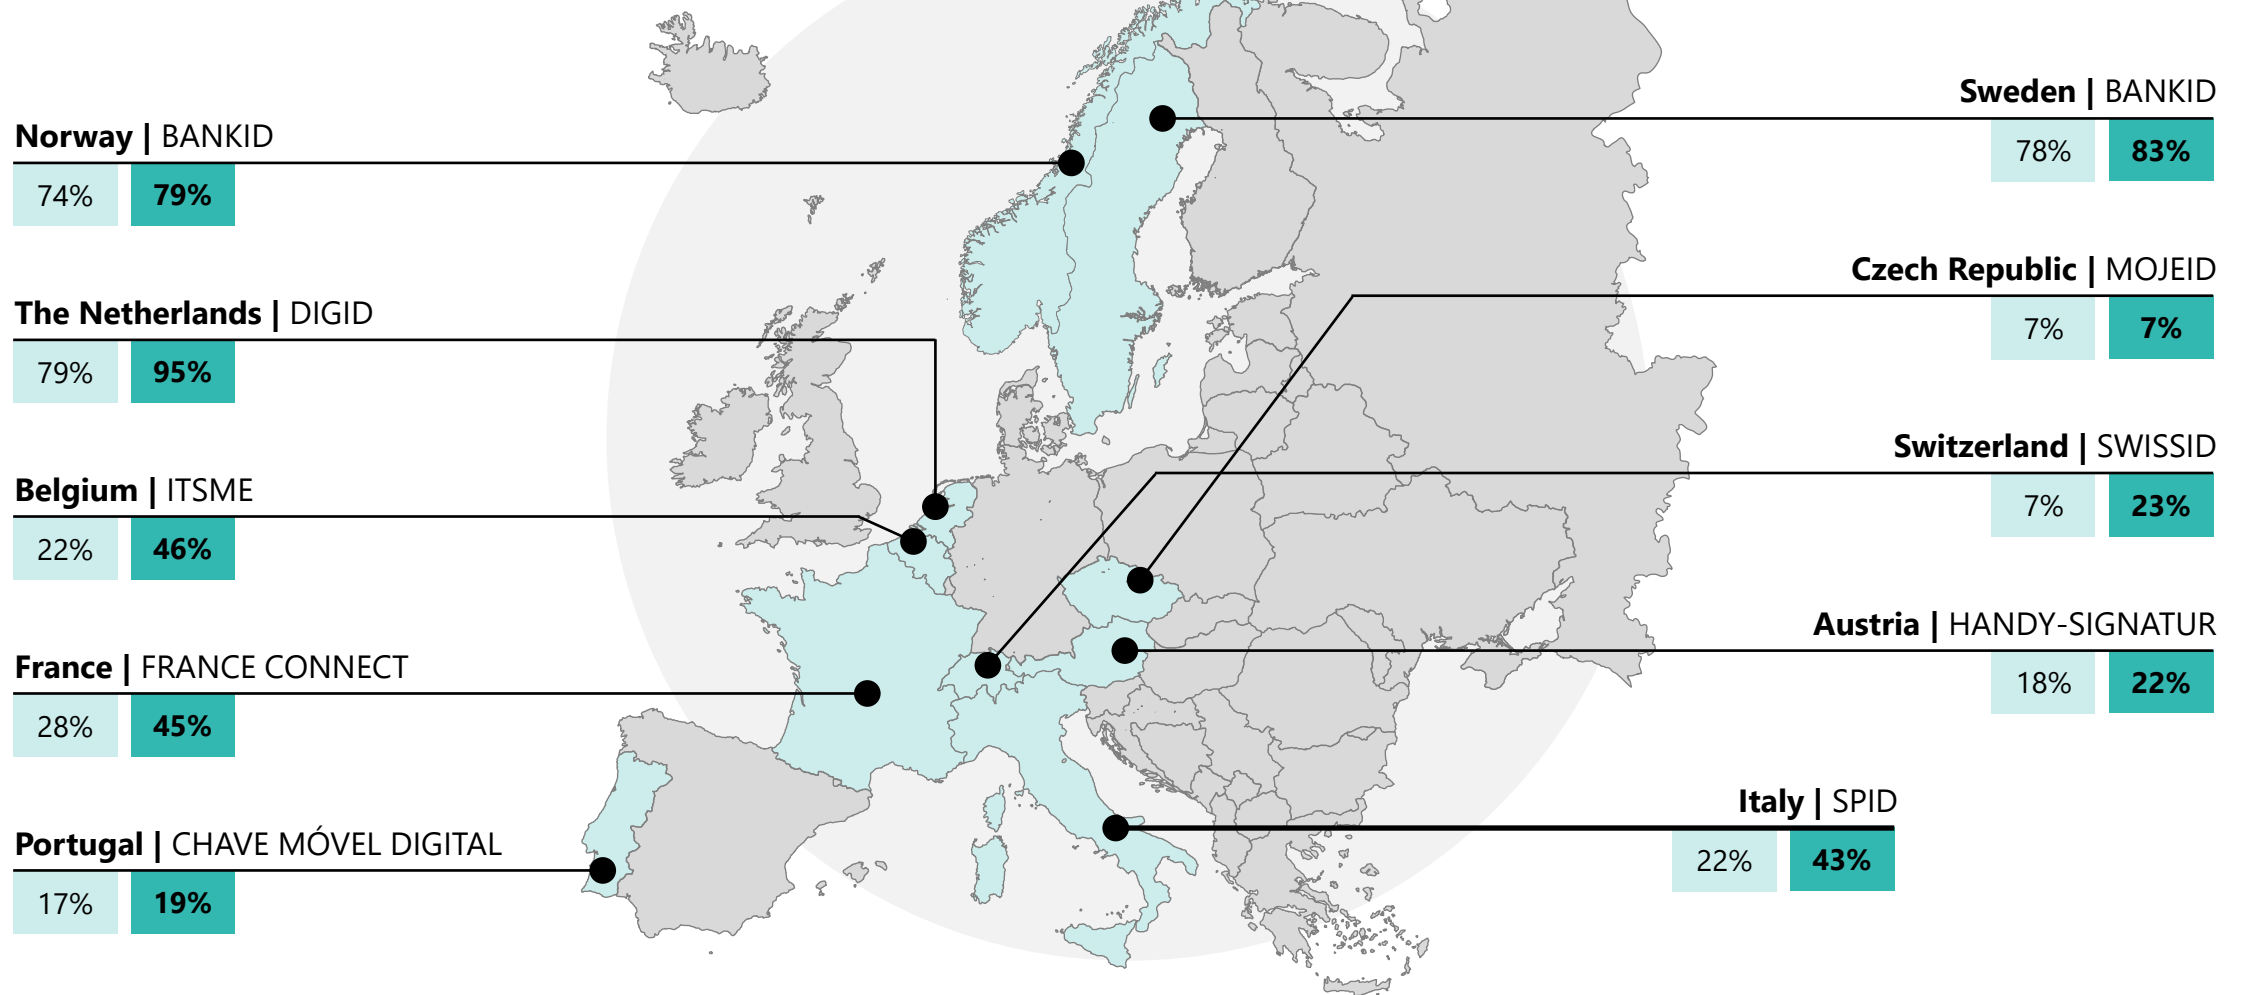 Norway | BANKID
74% 79%
The Netherlands | DIGID
79% 95%
Belgium | ITSME
22% 46%
France | FRANCE CONNECT
28% 45%
Portugal | CHAVE MÓVEL DIGITAL
17% 19%
Sweden | BANKID
78% 83%
Czech Republic | MOJEID
7% 7%
Switzerland | SWISSID
7% 23%
Austria | HANDY-SIGNATUR
18% 22%
Italy | SPID
22% 43%